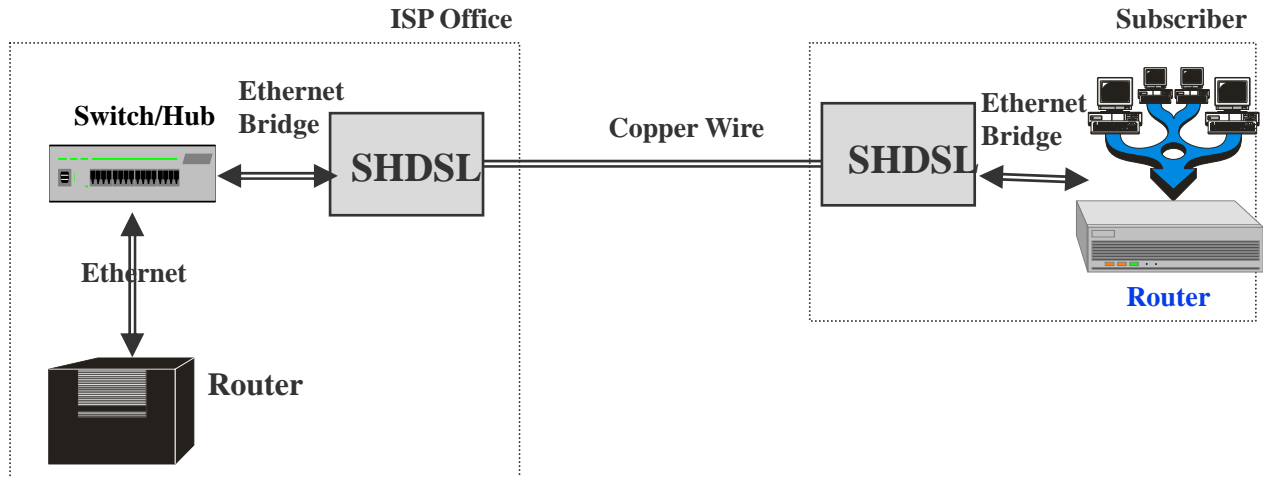 ISP Office
Subscriber
Switch/Hub
Ethernet
Bridge
SHDSL
Copper Wire
SHDSL
Ethernet
Bridge
Ethernet
Router
Router